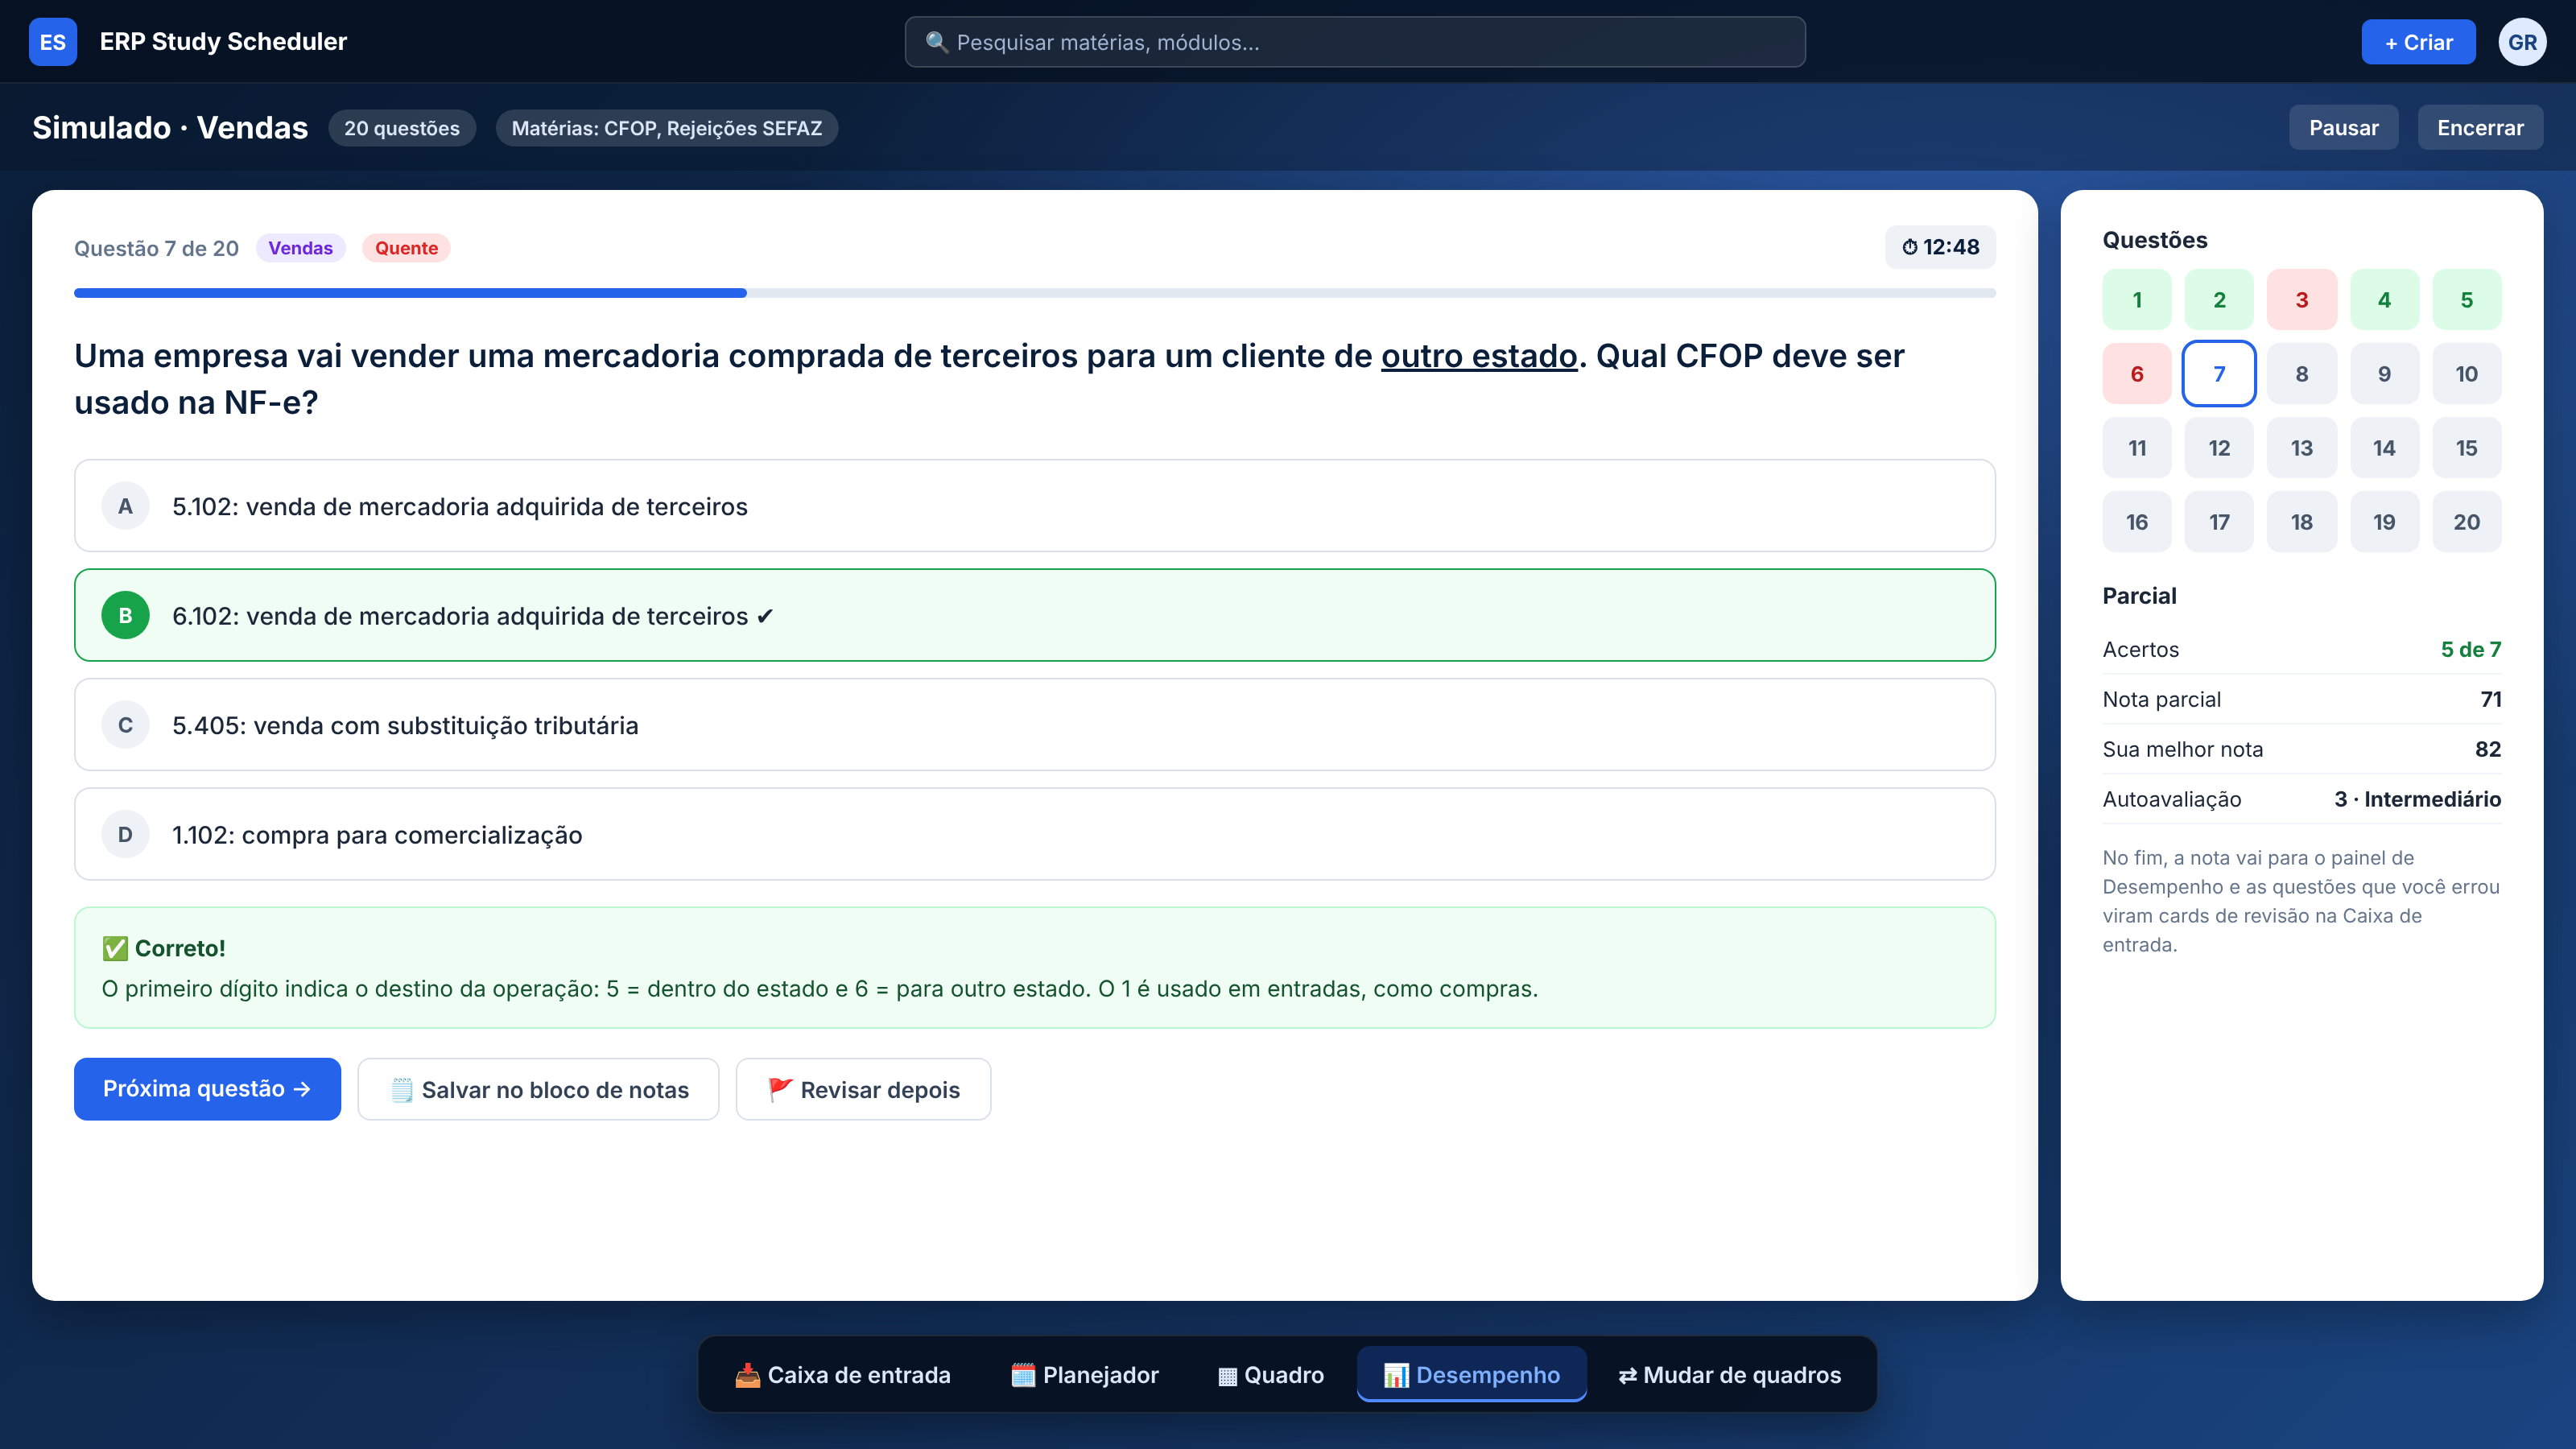 ES ERP Study Scheduler
🔍 Pesquisar matérias, módulos...
+ Criar
GR
Simulado · Vendas
20 questões
Matérias: CFOP, Rejeições SEFAZ
Pausar
Encerrar
Questão 7 de 20
Vendas
Quente
⏱ 12:48
Uma empresa vai vender uma mercadoria comprada de terceiros para um cliente de outro estado. Qual CFOP deve ser
usado na NF-e?
A 5.102: venda de mercadoria adquirida de terceiros
B 6.102: venda de mercadoria adquirida de terceiros ✔
C 5.405: venda com substituição tributária
D 1.102: compra para comercialização
✅ Correto!
O primeiro dígito indica o destino da operação: 5 = dentro do estado e 6 = para outro estado. O 1 é usado em entradas, como compras.
Próxima questão →
🗒️ Salvar no bloco de notas
🚩 Revisar depois
Questões
1 2 3 4 5
6 7 8 9 10
11 12 13 14 15
16 17 18 19 20
Parcial
Acertos 5 de 7
Nota parcial 71
Sua melhor nota 82
Autoavaliação 3 · Intermediário
No fim, a nota vai para o painel de
Desempenho e as questões que você errou
viram cards de revisão na Caixa de
entrada.
📥 Caixa de entrada
🗓️ Planejador
▦ Quadro
📊 Desempenho
⇄ Mudar de quadros